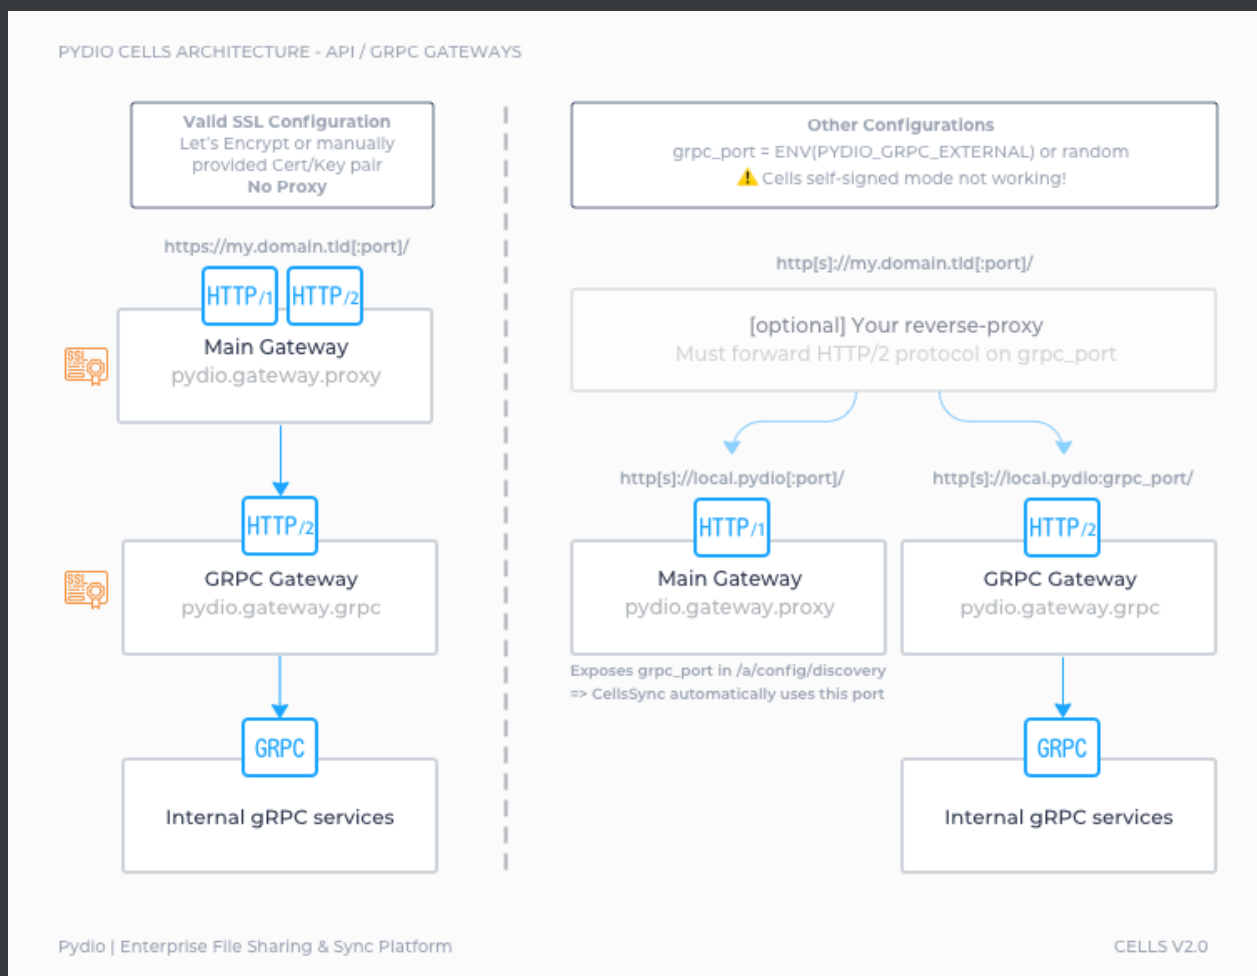 PYDIO CELLS ARCHITECTURE - API / GRPC GATEWAYS
Valid SSL Configuration
Let's Encrypt or manually
provided Cert/Key pair
No Proxy
https://my.domain.tld[:port]/
HTTP/1
HTTP/2
Main Gateway
pydio.gateway.proxy
SSL
HTTP/2
GRPC Gateway
pydio.gateway.grpc
SSL
GRPC
Internal gRPC services
Other Configurations
grpc_port = ENV(PYDIO_GRPC_EXTERNAL) or random
⚠ Cells self-signed mode not working!
http[s]://my.domain.tld[:port]/
[optional] Your reverse-proxy
Must forward HTTP/2 protocol on grpc_port
http[s]://local.pydio[:port]/
HTTP/1
Main Gateway
pydio.gateway.proxy
Exposes grpc_port in /a/config/discovery
=> CellsSync automatically uses this port
http[s]://local.pydio:grpc_port/
HTTP/2
GRPC Gateway
pydio.gateway.grpc
GRPC
Internal gRPC services
Pydio | Enterprise File Sharing & Sync Platform
CELLS V2.0